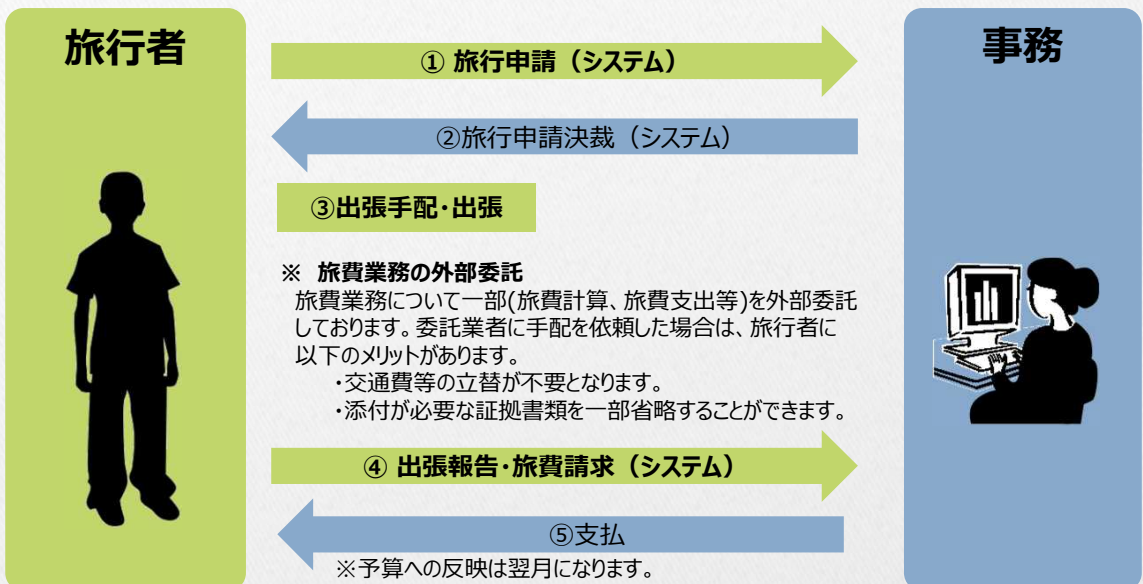 旅行者
事務
① 旅行申請（システム）
②旅行申請決裁（システム）
③出張手配・出張
※ 旅費業務の外部委託
旅費業務について一部(旅費計算、旅費支出等)を外部委託
しております。委託業者に手配を依頼した場合は、旅行者に
以下のメリットがあります。
・交通費等の立替が不要となります。
・添付が必要な証拠書類を一部省略することができます。
④ 出張報告・旅費請求（システム）
⑤支払
※予算への反映は翌月になります。